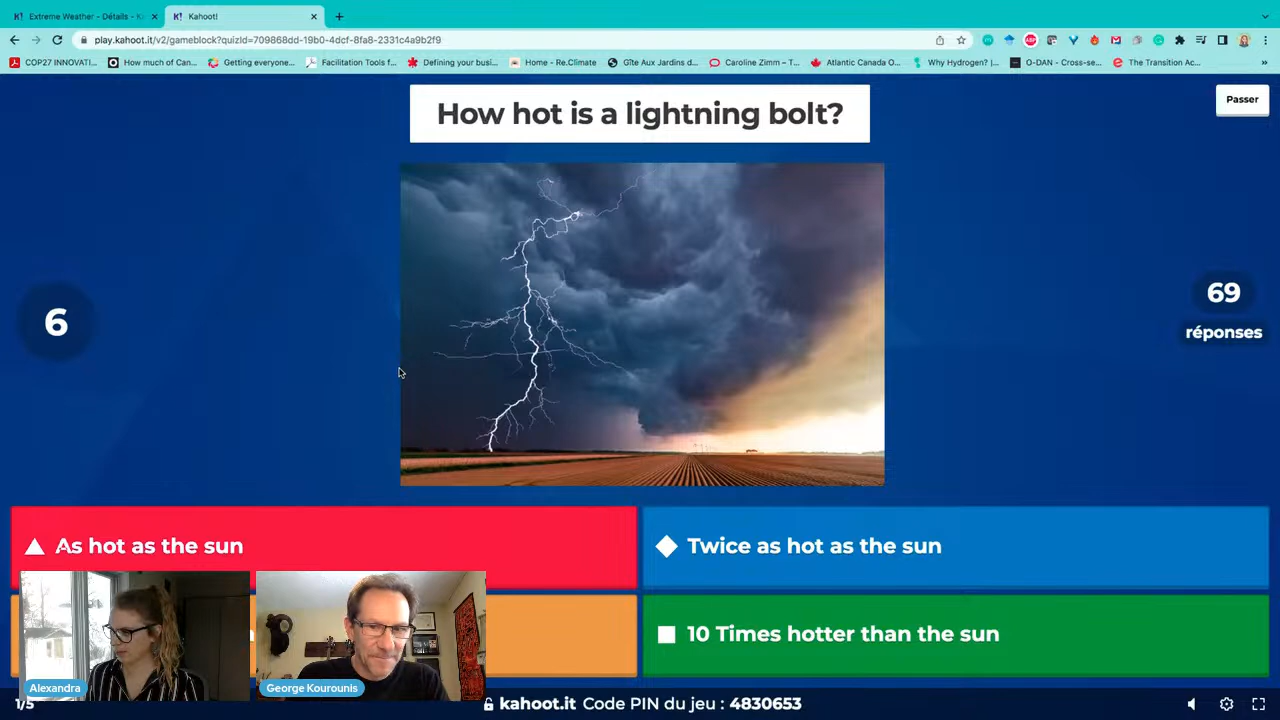 Extreme Weather - Détails - K
Kahoot!
play.kahoot.it/v2/gameblock?quizId=709868dd-19b0-4dcf-8fa8-2331c4a9b2f9
COP27 INNOVATI...
How much of Can...
Getting everyone...
Facilitation Tools f...
Defining your busi...
Home - Re.Climate
Gîte Aux Jardins d...
Caroline Zimm – T...
Atlantic Canada O...
Why Hydrogen? |...
O-DAN - Cross-se...
The Transition Ac...
How hot is a lightning bolt?
Passer
6
69
réponses
As hot as the sun
Twice as hot as the sun
10 Times hotter than the sun
Alexandra
George Kourounis
1/5
kahoot.it Code PIN du jeu : 4830653